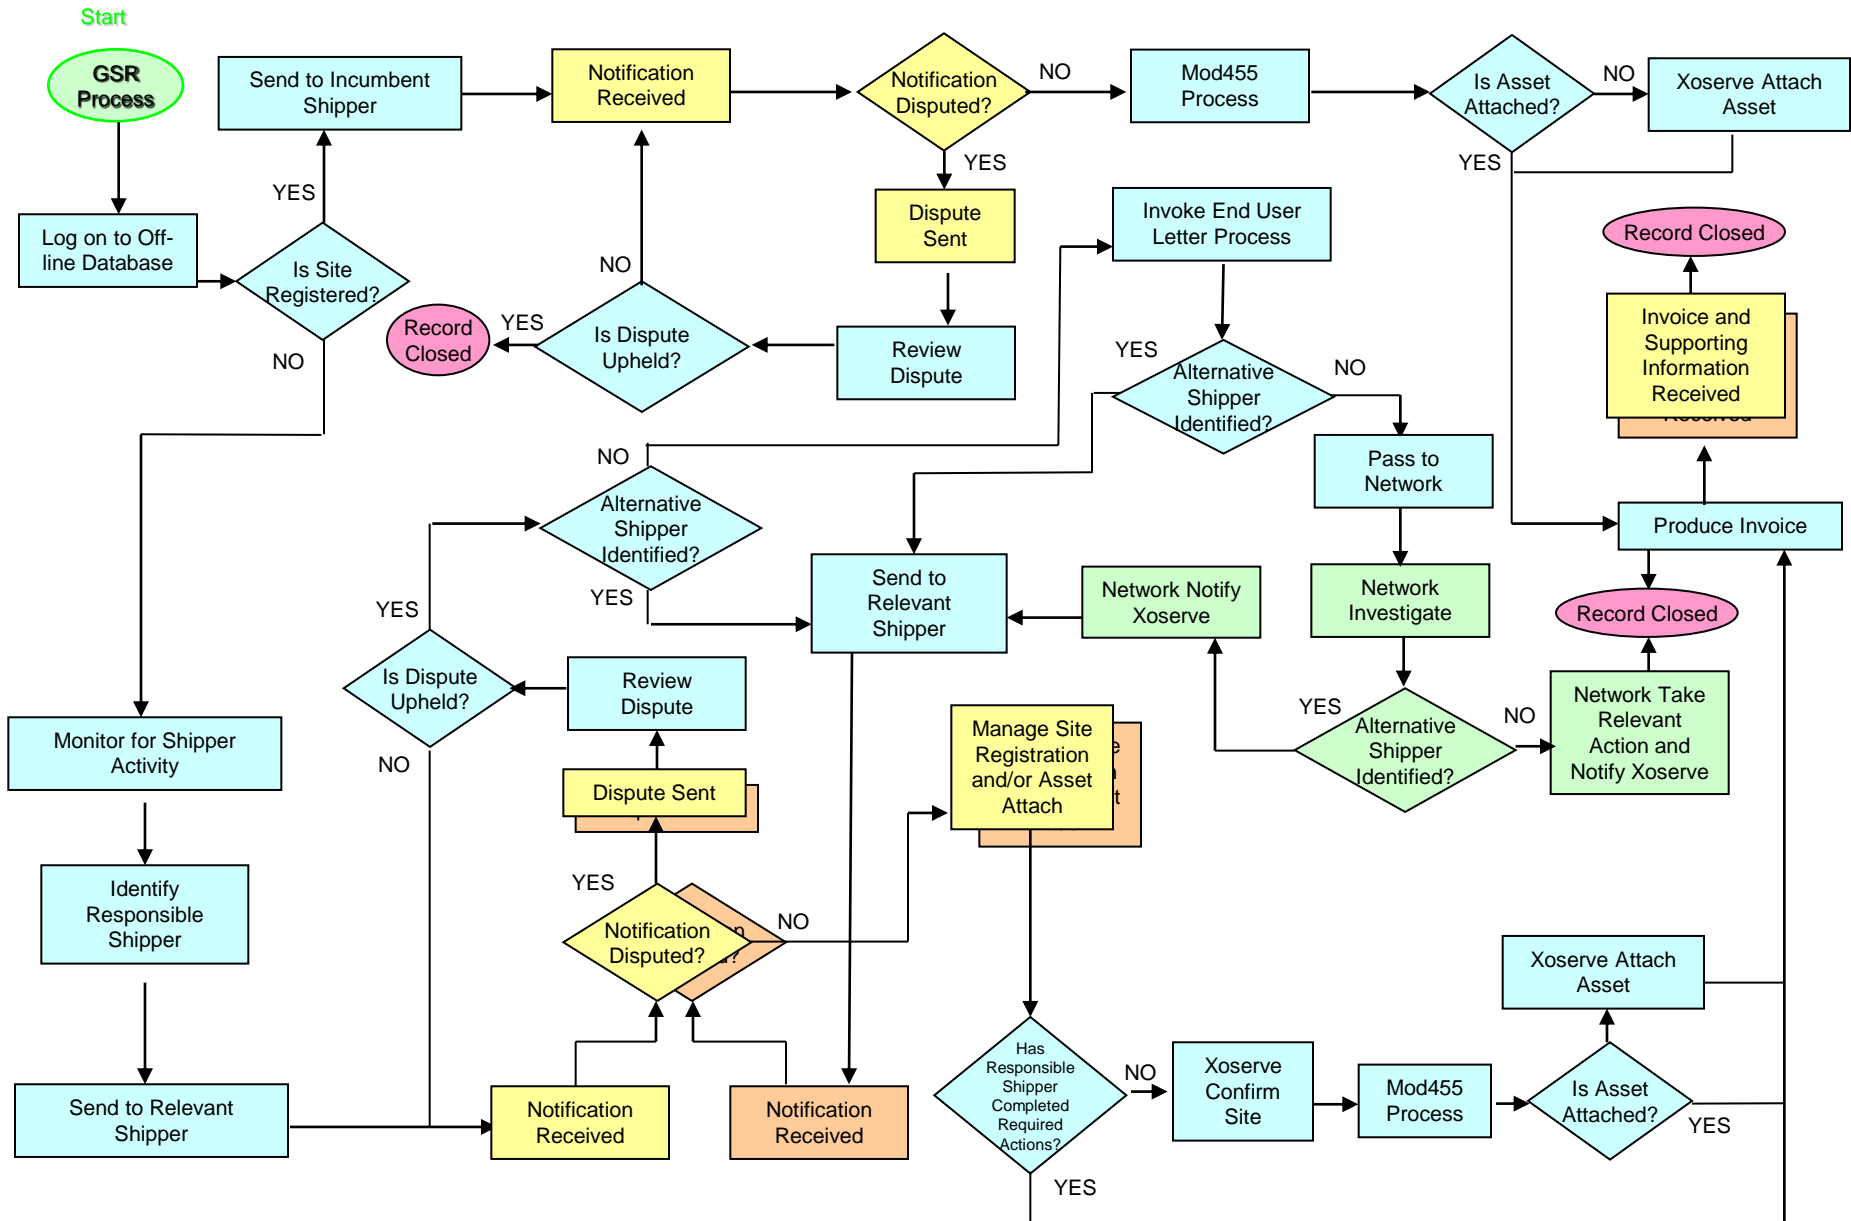 Start
GSR
Process
Send to Incumbent
Shipper
Notification
Received
Notification
Disputed?
NO
Mod455
Process
Is Asset
Attached?
NO
Xoserve Attach
Asset
YES
YES
YES
Log on to Off-
line Database
Is Site
Registered?
NO
Dispute
Sent
Invoke End User
Letter Process
Record Closed
NO
Record
Closed
YES
Is Dispute
Upheld?
Review
Dispute
YES
Alternative
Shipper
Identified?
NO
Invoice and
Supporting
Information
Received
Received
NO
Alternative
Shipper
Identified?
YES
Pass to
Network
Produce Invoice
Send to
Relevant
Shipper
Network Notify
Xoserve
Network
Investigate
Record Closed
YES
Is Dispute
Upheld?
NO
Review
Dispute
Manage Site
Registration
and/or Asset
Attach
e
n
t
YES
Alternative
Shipper
Identified?
NO
Network Take
Relevant
Action and
Notify Xoserve
Monitor for Shipper
Activity
Dispute Sent
YES
Identify
Responsible
Shipper
Notification
Disputed?
NO
Xoserve Attach
Asset
Send to Relevant
Shipper
Notification
Received
Notification
Received
Has
Responsible
Shipper
Completed
Required
Actions?
NO
Xoserve
Confirm
Site
Mod455
Process
Is Asset
Attached?
YES
YES